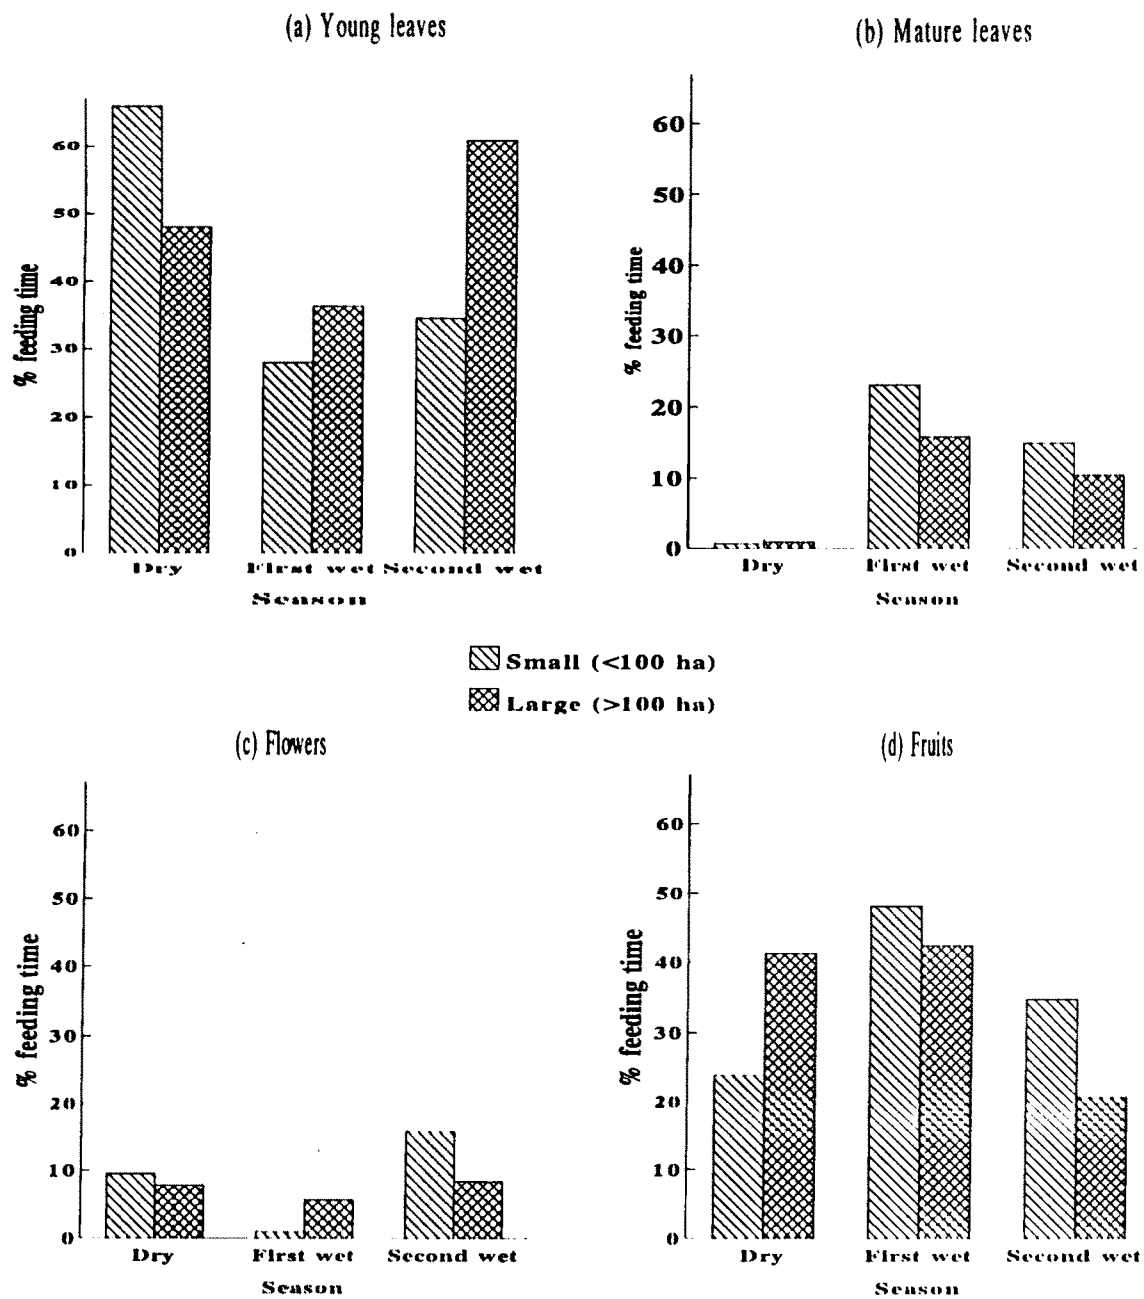 (a) Young leaves
% feeding time
60
50
40
30
20
10
0
Dry First wet Second wet
Season
(b) Mature leaves
% feeding time
60
50
40
30
20
10
0
Dry First wet Second wet
Season
Small (<100 ha)
Large (>100 ha)
(c) Flowers
% feeding time
60
50
40
30
20
10
0
Dry First wet Second wet
Season
(d) Fruits
% feeding time
60
50
40
30
20
10
0
Dry First wet Second wet
Season